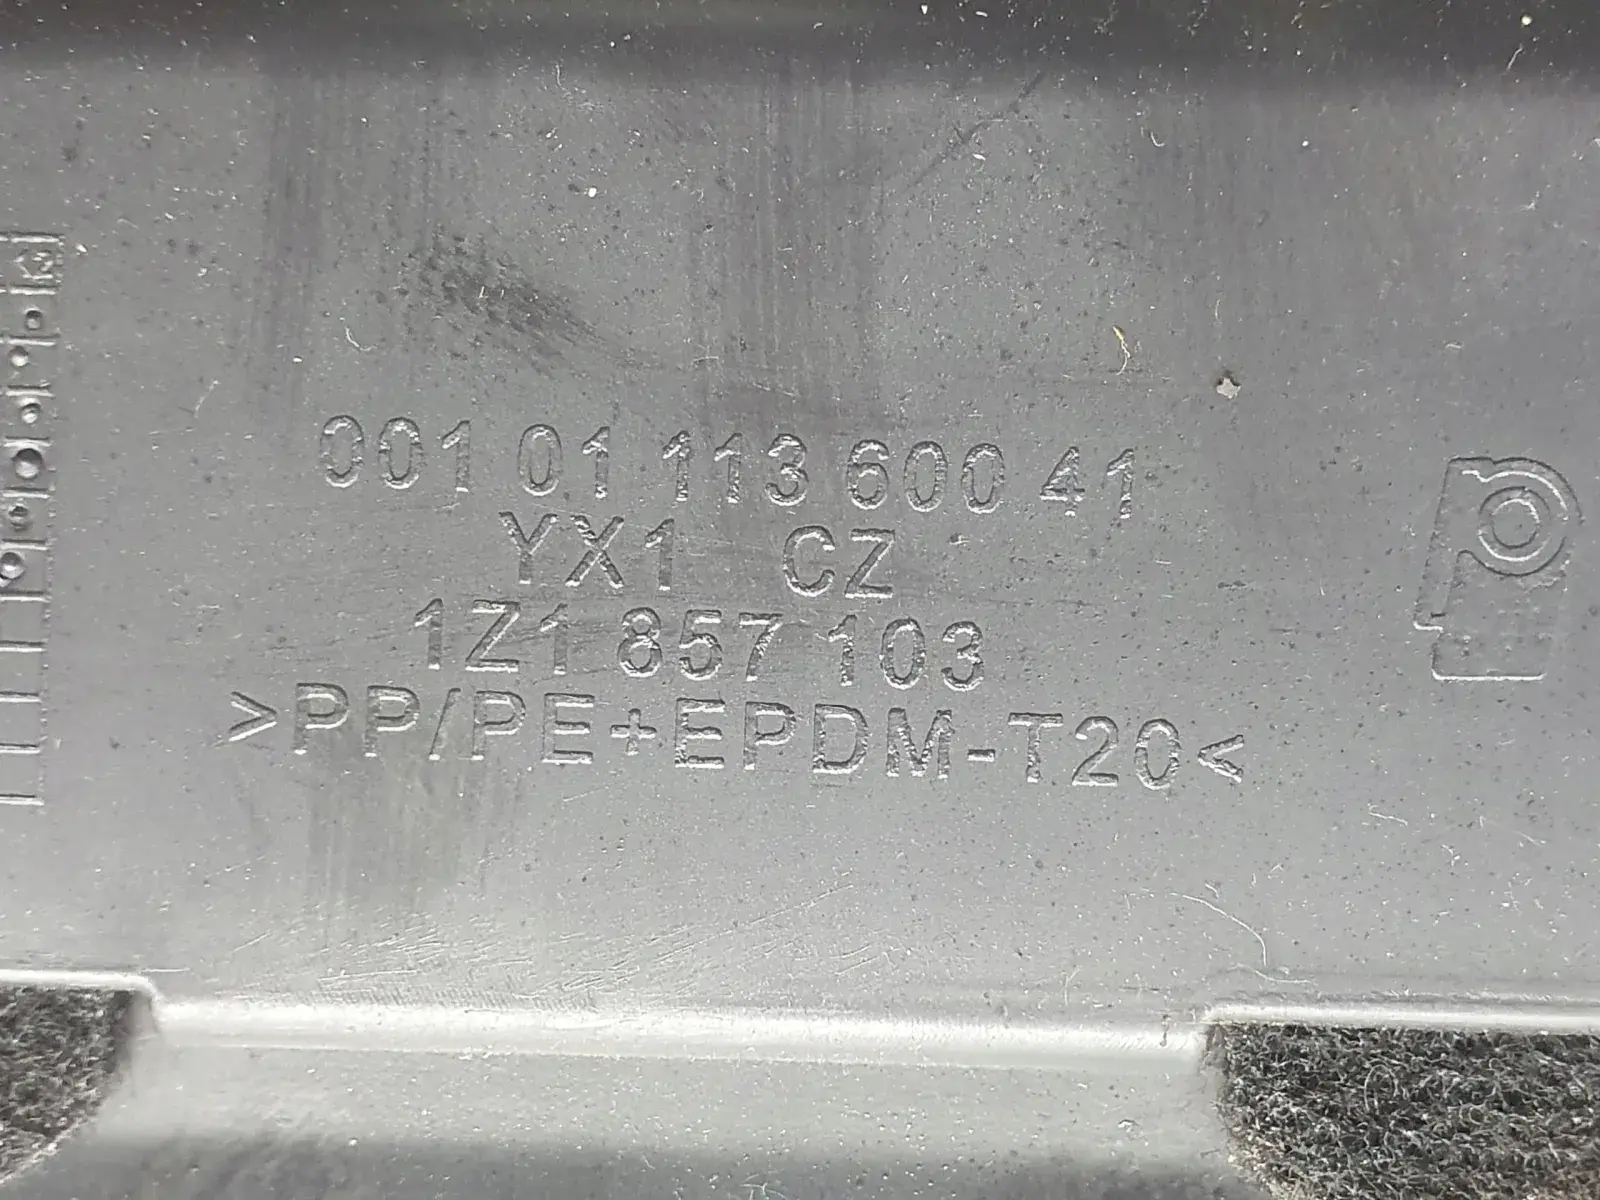 001 01 113 600 41
YX1 CZ
1Z1 857 103
>PP/PE+EPDM-T20<